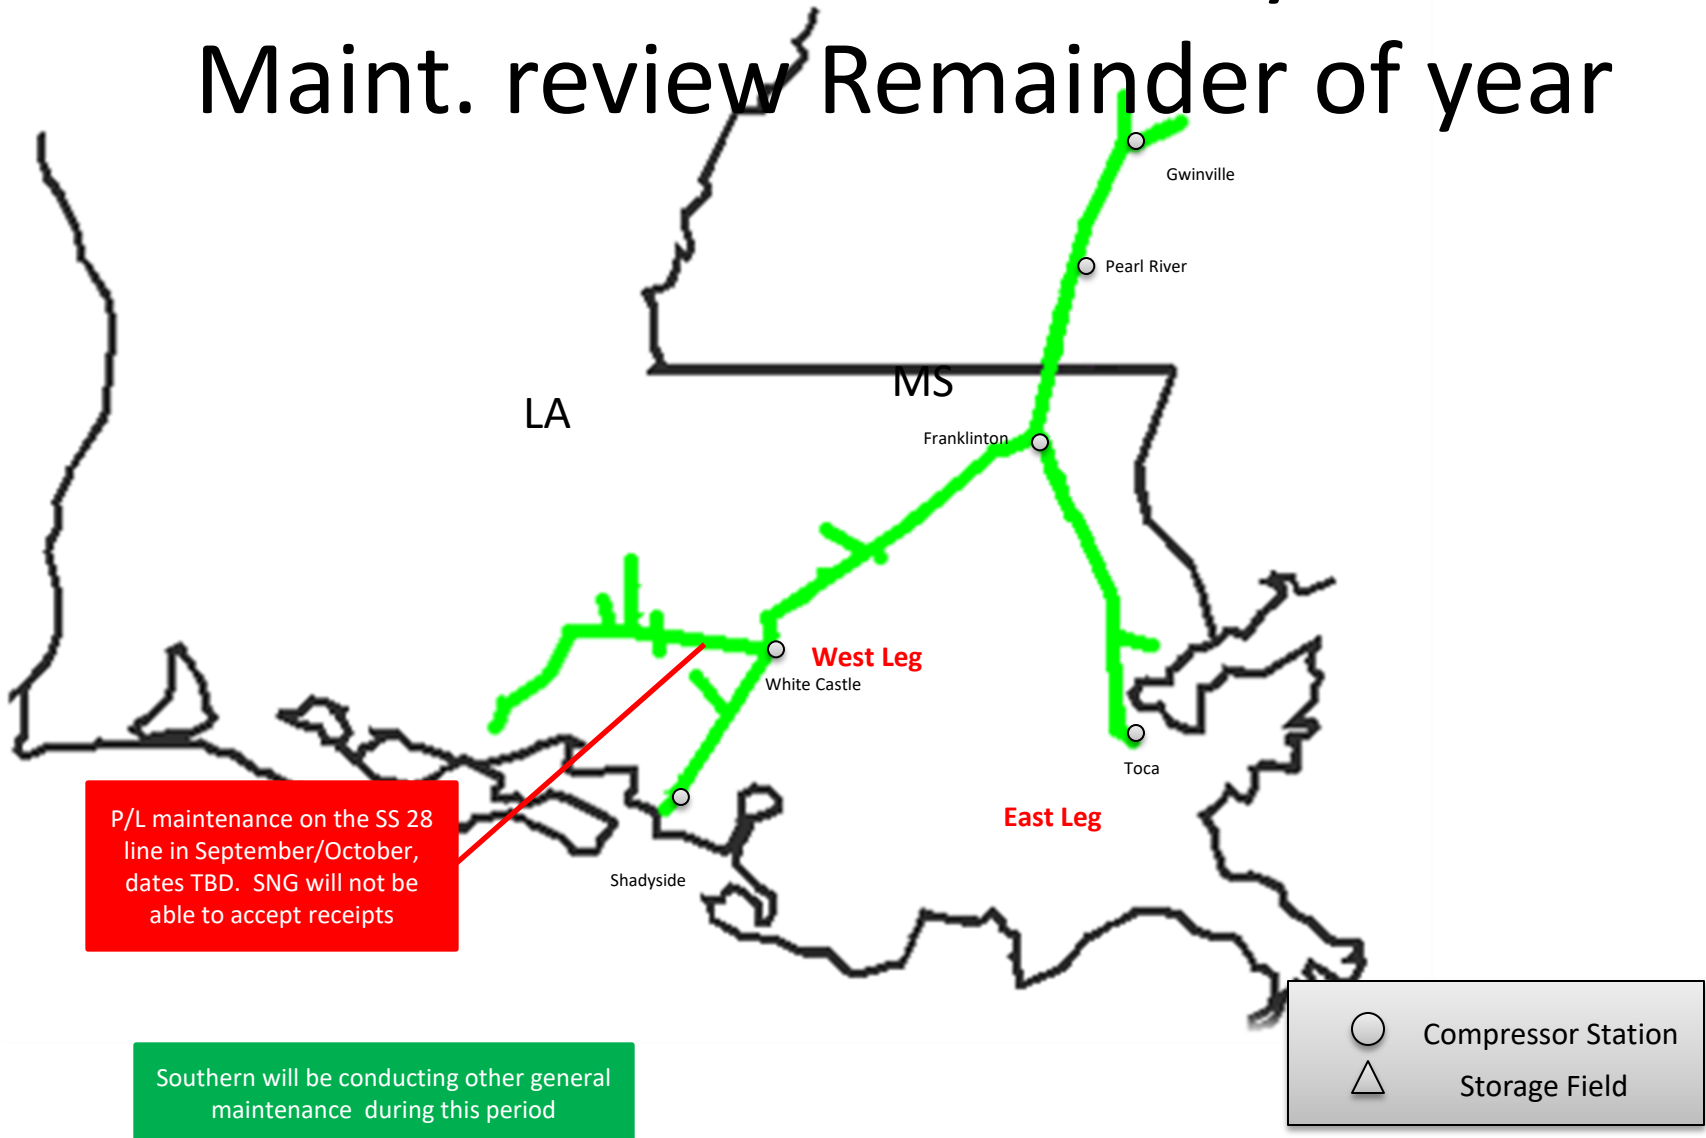 Maint. review Remainder of year
Gwinville
Pearl River
MS
LA
Franklinton
West Leg
White Castle
Toca
East Leg
P/L maintenance on the SS 28
line in September/October,
dates TBD.  SNG will not be
able to accept receipts
Shadyside
Compressor Station
Storage Field
Southern will be conducting other general
maintenance  during this period